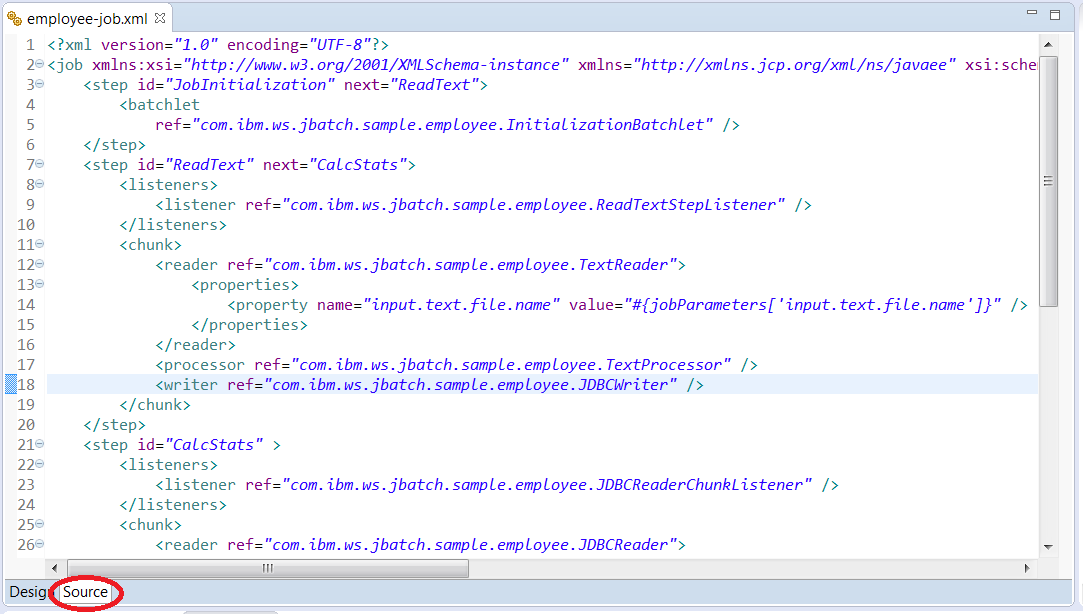 employee-job.xml
1 <?xml version="1.0" encoding="UTF-8"?>
2 <job xmlns:xsi="http://www.w3.org/2001/XMLSchema-instance" xmlns="http://xmlns.jcp.org/xml/ns/javaee" xsi:schem
3     <step id="JobInitialization" next="ReadText">
4         <batchlet
5             ref="com.ibm.ws.jbatch.sample.employee.InitializationBatchlet" />
6     </step>
7     <step id="ReadText" next="CalcStats">
8         <listeners>
9             <listener ref="com.ibm.ws.jbatch.sample.employee.ReadTextStepListener" />
10         </listeners>
11         <chunk>
12             <reader ref="com.ibm.ws.jbatch.sample.employee.TextReader">
13                 <properties>
14                     <property name="input.text.file.name" value="#{jobParameters['input.text.file.name']}" />
15                 </properties>
16             </reader>
17             <processor ref="com.ibm.ws.jbatch.sample.employee.TextProcessor" />
18             <writer ref="com.ibm.ws.jbatch.sample.employee.JDBCWriter" />
19         </chunk>
20     </step>
21     <step id="CalcStats" >
22         <listeners>
23             <listener ref="com.ibm.ws.jbatch.sample.employee.JDBCReaderChunkListener" />
24         </listeners>
25         <chunk>
26             <reader ref="com.ibm.ws.jbatch.sample.employee.JDBCReader">
Design Source